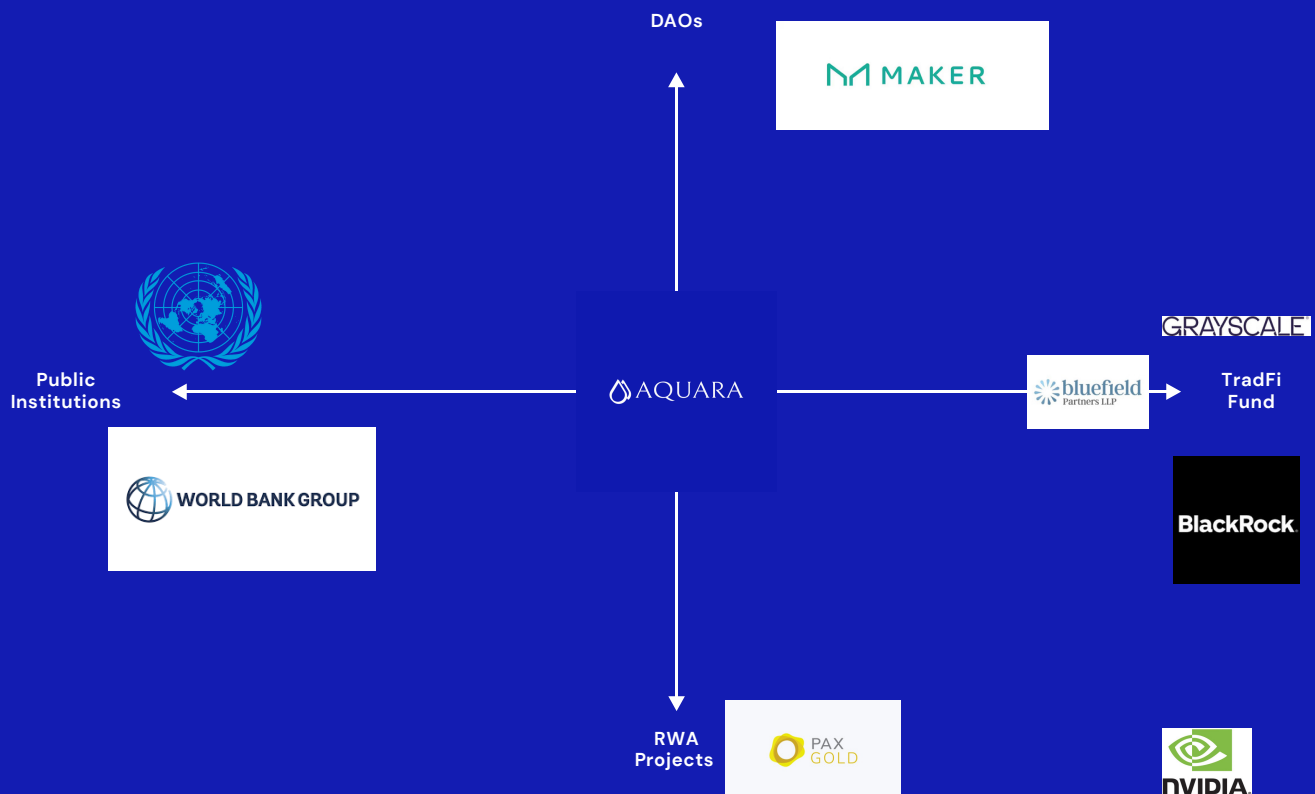 DAOs
MAKER
GRAYSCALE
Public
Institutions
AQUARA
bluefield
Partners LLP
TradFi
Fund
WORLD BANK GROUP
BlackRock.
RWA
Projects
PAX
GOLD
NVIDIA.